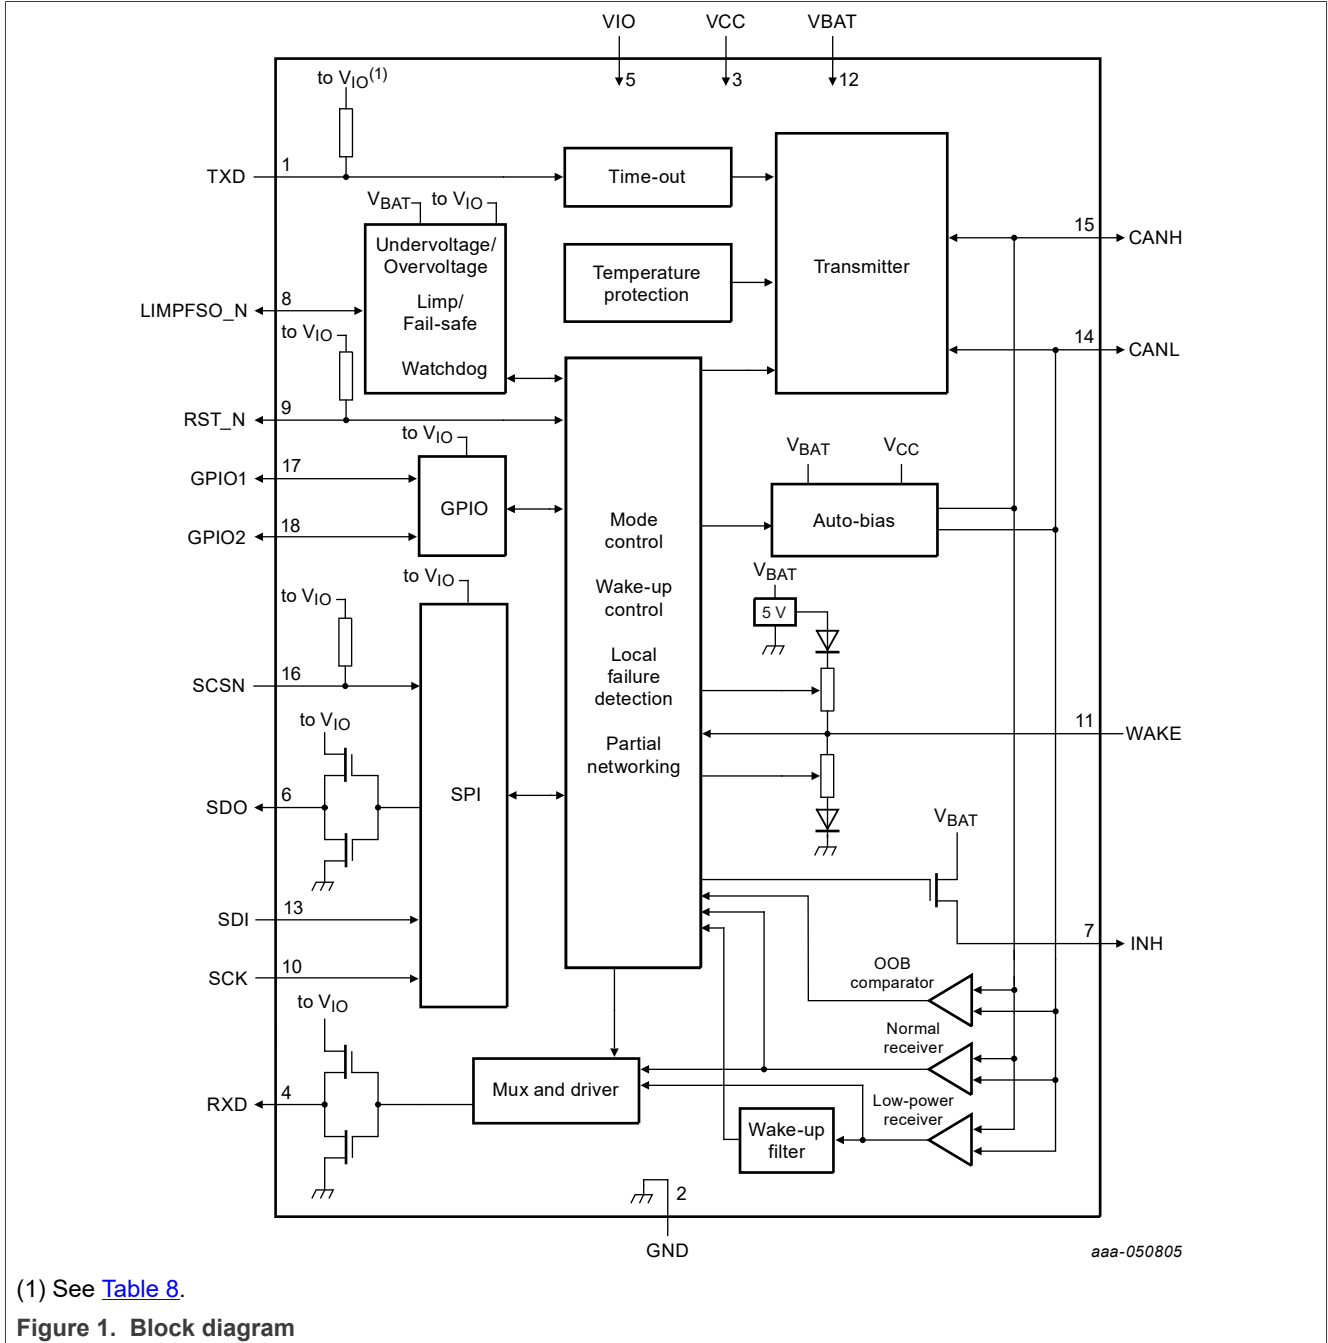 VIO VCC VBAT
5 3 12
to VIO(1)
TXD 1
Time-out
VBAT to VIO
Undervoltage/
Overvoltage
Limp/
Fail-safe
Watchdog
Temperature
protection
Transmitter
15 CANH
LIMPFSO_N 8
to VIO
14 CANL
RST_N 9
to VIO
GPIO1 17
GPIO
GPIO2 18
VBAT VCC
Auto-bias
Mode
control
Wake-up
control
Local
failure
detection
Partial
networking
VBAT
5 V
to VIO
to VIO
SCSN 16
11 WAKE
to VIO
SDO 6
SPI
VBAT
SDI 13
7 INH
SCK 10
OOB
comparator
to VIO
Normal
receiver
Mux and driver
RXD 4
Low-power
receiver
Wake-up
filter
2
GND
aaa-050805
(1) See Table 8.
Figure 1. Block diagram